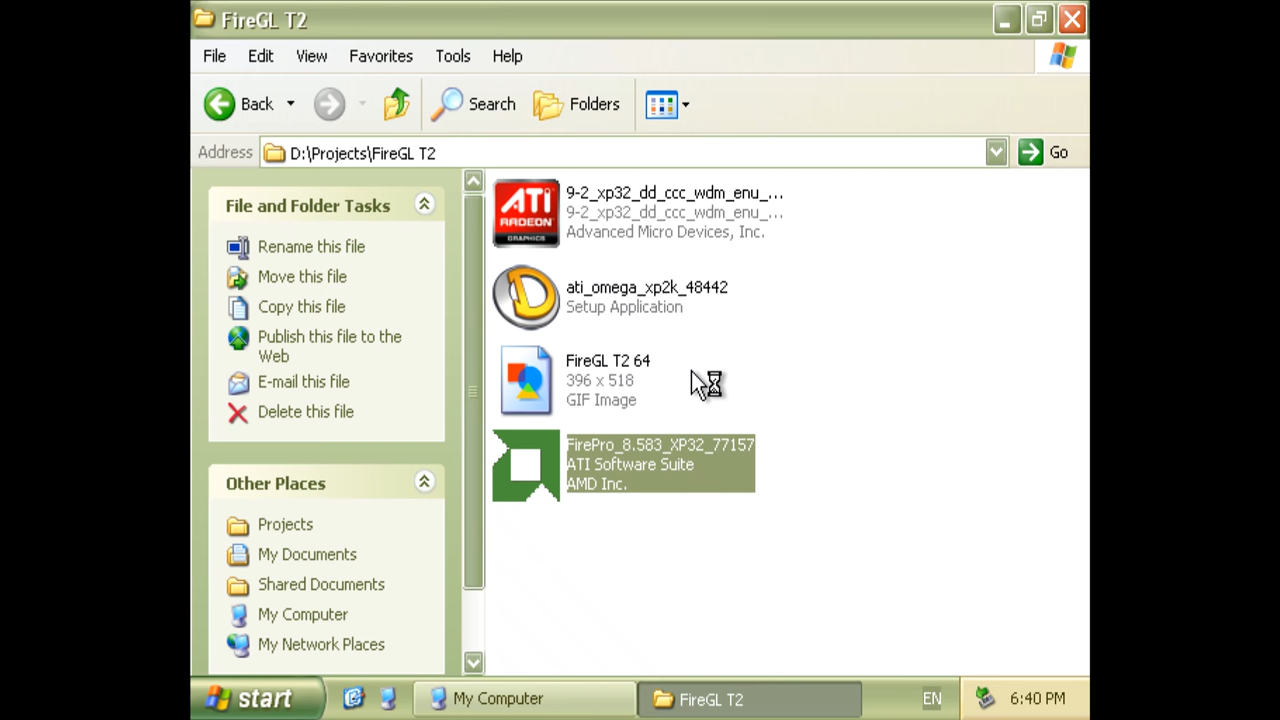 FireGL T2
File Edit View Favorites Tools Help
Back Search Folders
Address D:\Projects\FireGL T2 Go
File and Folder Tasks
Rename this file
Move this file
Copy this file
Publish this file to the
Web
E-mail this file
Delete this file
Other Places
Projects
My Documents
Shared Documents
My Computer
My Network Places
ATI
RADEON
GRAPHICS
9-2_xp32_dd_ccc_wdm_enu_...
9-2_xp32_dd_ccc_wdm_enu_...
Advanced Micro Devices, Inc.
ati_omega_xp2k_48442
Setup Application
FireGL T2 64
396 x 518
GIF Image
FirePro_8.583_XP32_77157
ATI Software Suite
AMD Inc.
start My Computer FireGL T2 EN 6:40 PM